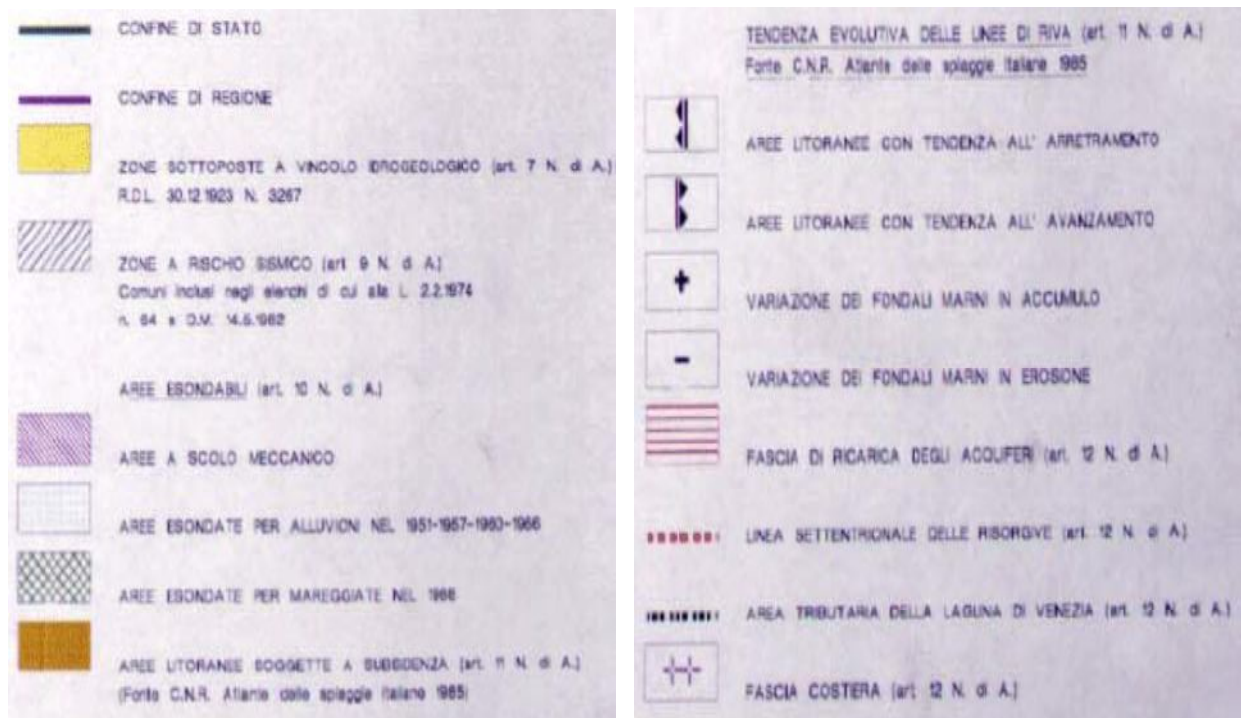 CONFINE DI STATO
CONFINE DI REGIONE
ZONE SOTTOPOSTE A VINCOLO IDROGEOLOGICO (art. 7 N. di A.)
R.D.L. 30.12.1923 N. 3267
ZONE A RISCHIO SISMICO (art 9 N. di A.)
Comuni inclusi negli elenchi di cui alla L. 2.2.1974
n. 64 e D.M. 14.5.1982
AREE ESONDABILI (art. 10 N. di A.)
AREE A SCOLO MECCANICO
AREE ESONDATE PER ALLUVIONI NEL 1951-1957-1960-1966
AREE ESONDATE PER MAREGGIATE NEL 1966
AREE LITORANEE SOGGETTE A SUBSIDENZA (art. 11 N. di A.)
(Fonte C.N.R. Atlante delle spiagge italiane 1985)
TENDENZA EVOLUTIVA DELLE LINEE DI RIVA (art. 11 N. di A.)
Fonte C.N.R. Atlante delle spiagge italiane 1985
AREE LITORANEE CON TENDENZA ALL' ARRETRAMENTO
AREE LITORANEE CON TENDENZA ALL' AVANZAMENTO
VARIAZIONE DEI FONDALI MARINI IN ACCUMULO
VARIAZIONE DEI FONDALI MARINI IN EROSIONE
FASCIA DI RICARICA DEGLI ACQUIFERI (art. 12 N. di A.)
LINEA SETTENTRIONALE DELLE RISORGIVE (art. 12 N. di A.)
AREA TRIBUTARIA DELLA LAGUNA DI VENEZIA (art. 12 N. di A.)
FASCIA COSTIERA (art. 12 N. di A.)